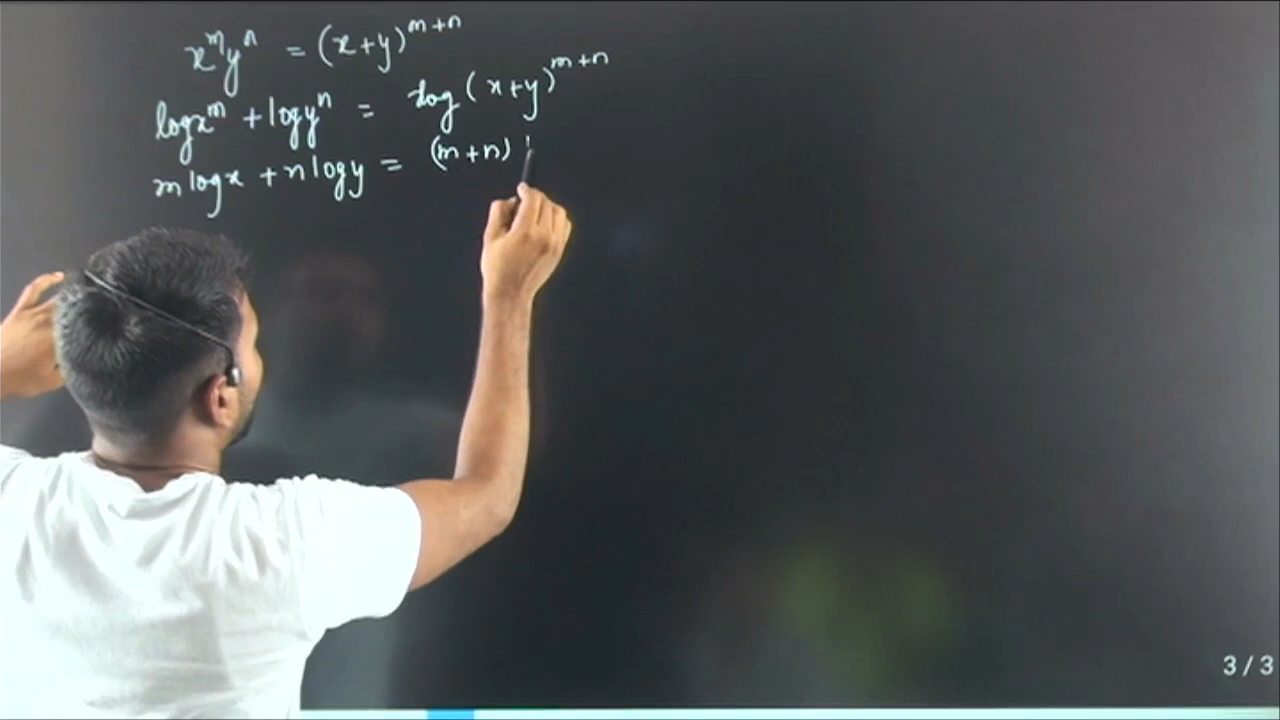 x^m y^n = (x+y)^{m+n}
log x^m + log y^n = log (x+y)^{m+n}
m log x + n log y = (m+n)
3 / 3